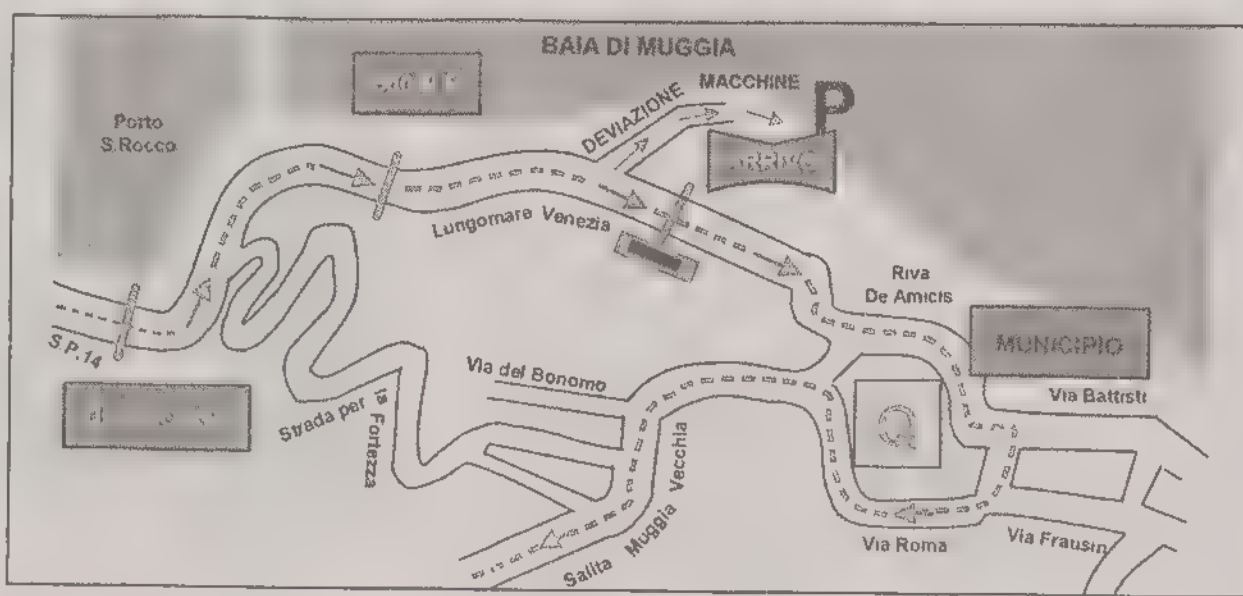 BAIA DI MUGGIA
MACCHINE
P
DEVIAZIONE
Porto
S.Rocco
Lungomare Venezia
Riva
De Amicis
MUNICIPIO
S.P.14
Via del Bonomo
Via Battisti
Strada per
la Fortezza
Salita Muggia Vecchia
Via Roma
Via Frausin